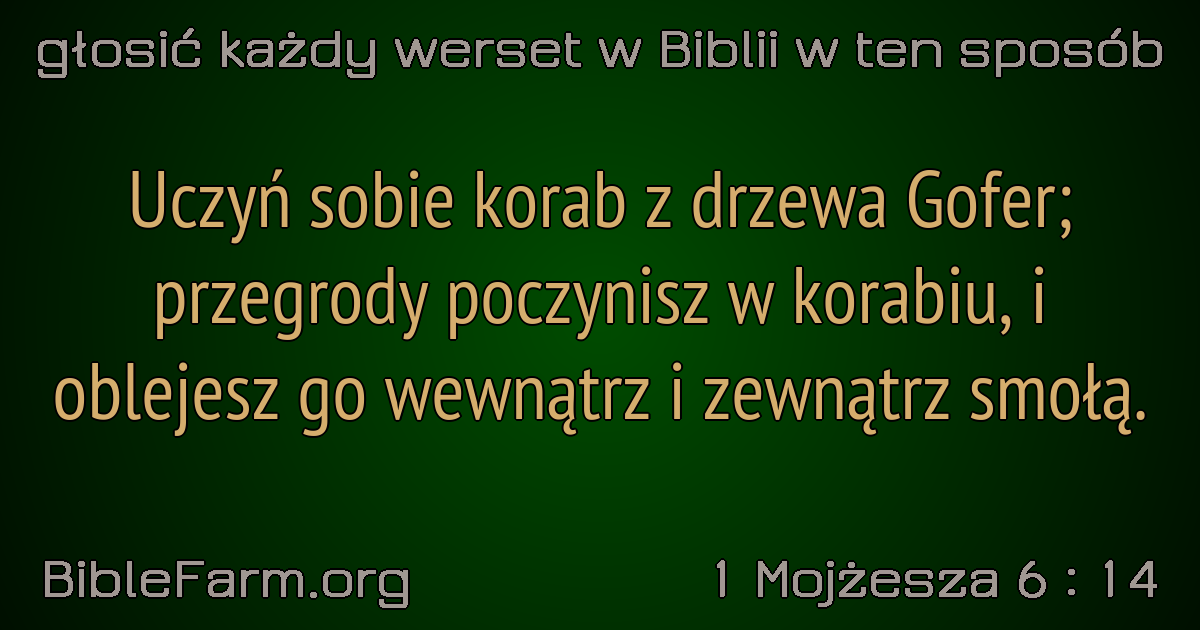 głosić każdy werset w Biblii w ten sposób
Uczyń sobie korab z drzewa Gofer;
przegrody poczynisz w korabiu, i
oblejesz go wewnątrz i zewnątrz smołą.
BibleFarm.org
1 Mojżesza 6 : 14